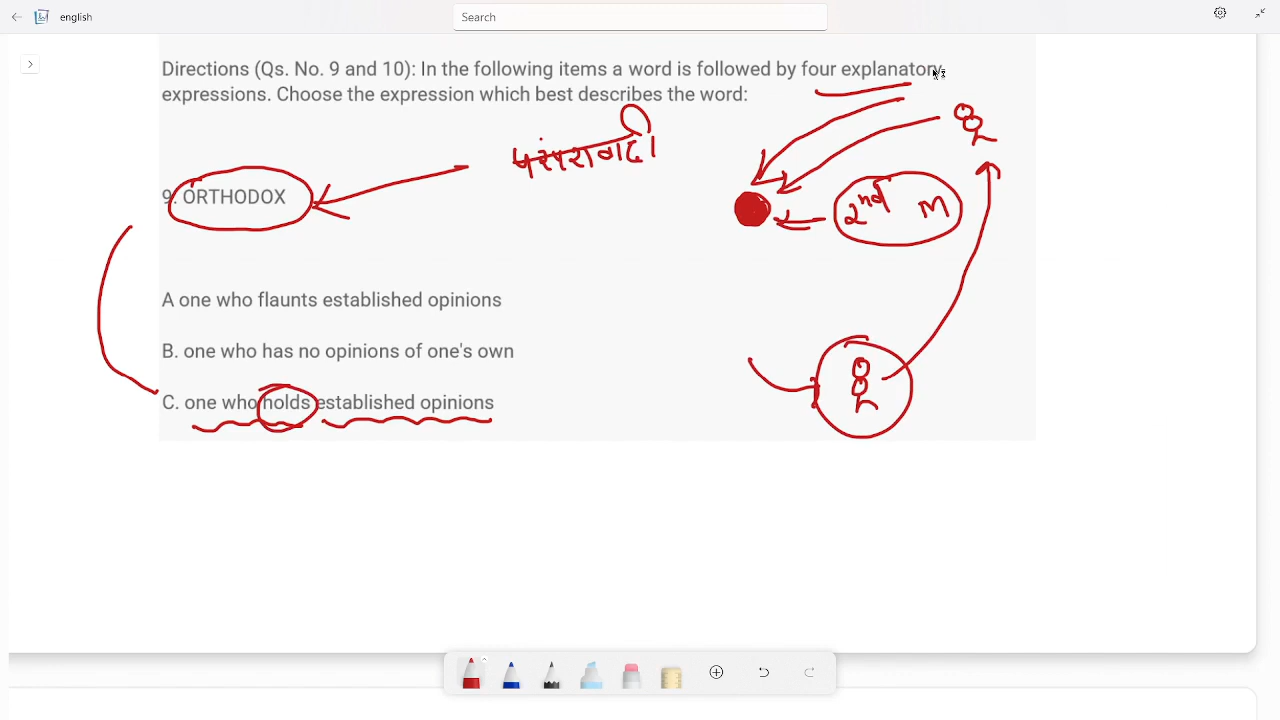 english
Search
Directions (Qs. No. 9 and 10): In the following items a word is followed by four explanatory
expressions. Choose the expression which best describes the word:
परंपरावादी
9. ORTHODOX
2nd M
A one who flaunts established opinions
B. one who has no opinions of one's own
C. one who holds established opinions